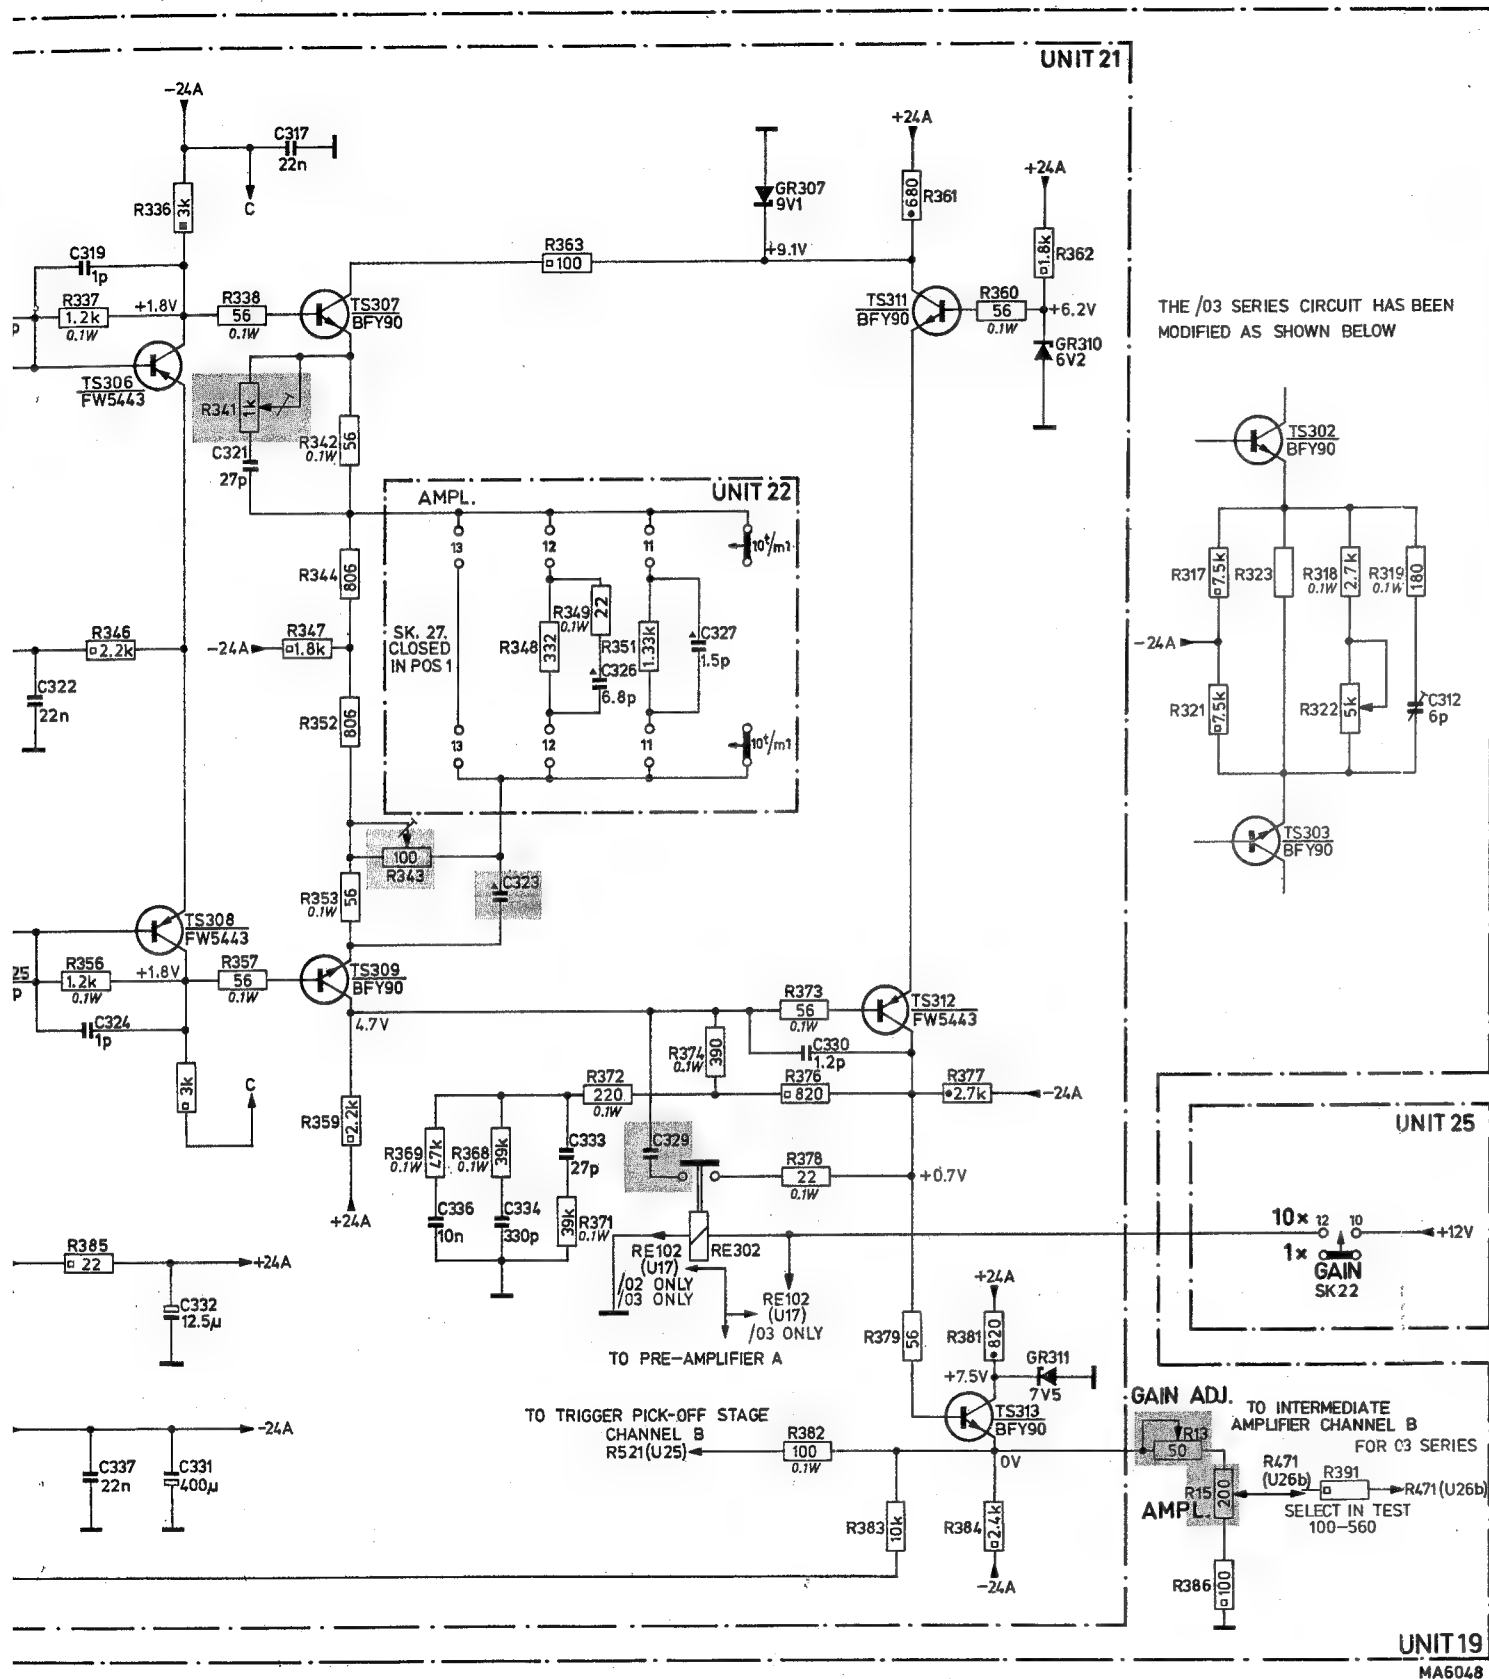 UNIT 21
-24A
C317
22n
+24A
+24A
GR307
9V1
680
R361
R336
3k
C
1.8k
R362
C319
1p
R363
100
+9.1V
R337
1.2k
0.1W
+1.8V
R338
56
0.1W
TS307
BFY90
TS311
BFY90
R360
56
0.1W
+6.2V
p
GR310
6V2
THE /03 SERIES CIRCUIT HAS BEEN
MODIFIED AS SHOWN BELOW
TS306
FW5443
R341
1k
R342
0.1W
56
C321
27p
TS302
BFY90
AMPL.
UNIT 22
13
12
11
10t/m1
R344
806
R349
0.1W
22
R348
332
R351
1.33k
C327
1.5p
C326
6.8p
SK. 27.
CLOSED
IN POS 1
R317
7.5k
R323
R318
0.1W
2.7k
R319
0.1W
180
R346
2.2k
-24A
R347
1.8k
-24A
C322
22n
R352
806
R321
7.5k
R322
5k
C312
6p
13
12
11
10t/m1
100
R343
C323
R353
0.1W
56
TS303
BFY90
TS308
FW5443
25
p
R356
1.2k
0.1W
+1.8V
R357
56
0.1W
TS309
BFY90
R373
56
0.1W
TS312
FW5443
C324
1p
4.7V
R374
0.1W
390
C330
1.2p
3k
C
R359
2.2k
R372
220
0.1W
R376
820
R377
2.7k
-24A
UNIT 25
R369
0.1W
47k
R368
0.1W
39k
C333
27p
C329
R378
22
0.1W
+0.7V
+24A
C336
10n
C334
330p
39k
R371
0.1W
10×
12
10
+12V
1×
GAIN
SK22
RE102
(U17)
/02 ONLY
/03 ONLY
RE302
RE102
(U17)
/03 ONLY
TO PRE-AMPLIFIER A
R385
22
+24A
C332
12.5µ
+24A
R379
56
R381
820
GR311
7V5
+7.5V
TS313
BFY90
GAIN ADJ.
R13
50
TO INTERMEDIATE
AMPLIFIER CHANNEL B
FOR 03 SERIES
-24A
TO TRIGGER PICK-OFF STAGE
CHANNEL B
R521(U25)
R382
100
0.1W
0V
C337
22n
C331
400µ
R471
(U26b)
R391
R471(U26b)
R15
200
AMPL.
SELECT IN TEST
100-560
R383
10k
R384
2.4k
-24A
R386
100
UNIT 19
MA6048